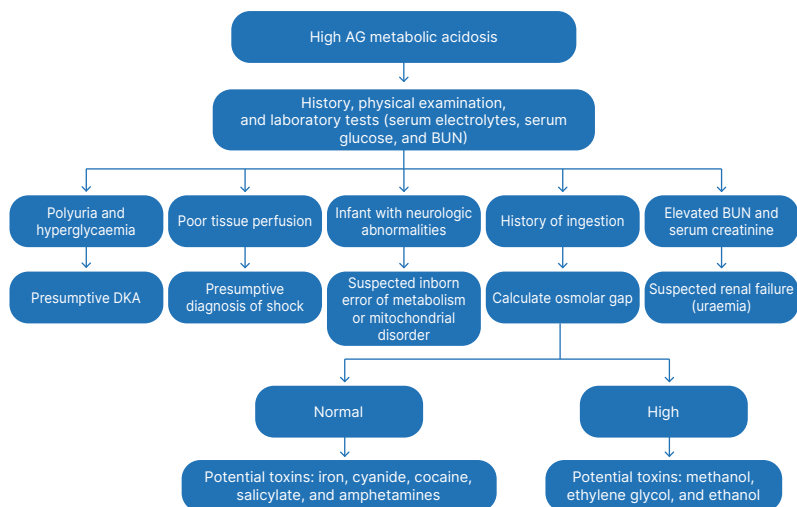 High AG metabolic acidosis
History, physical examination,
and laboratory tests (serum electrolytes, serum
glucose, and BUN)
Polyuria and
hyperglycaemia
Poor tissue perfusion
Infant with neurologic
abnormalities
History of ingestion
Elevated BUN and
serum creatinine
Presumptive DKA
Presumptive
diagnosis of shock
Suspected inborn
error of metabolism
or mitochondrial
disorder
Calculate osmolar gap
Suspected renal failure
(uraemia)
Normal
High
Potential toxins: iron, cyanide, cocaine,
salicylate, and amphetamines
Potential toxins: methanol,
ethylene glycol, and ethanol